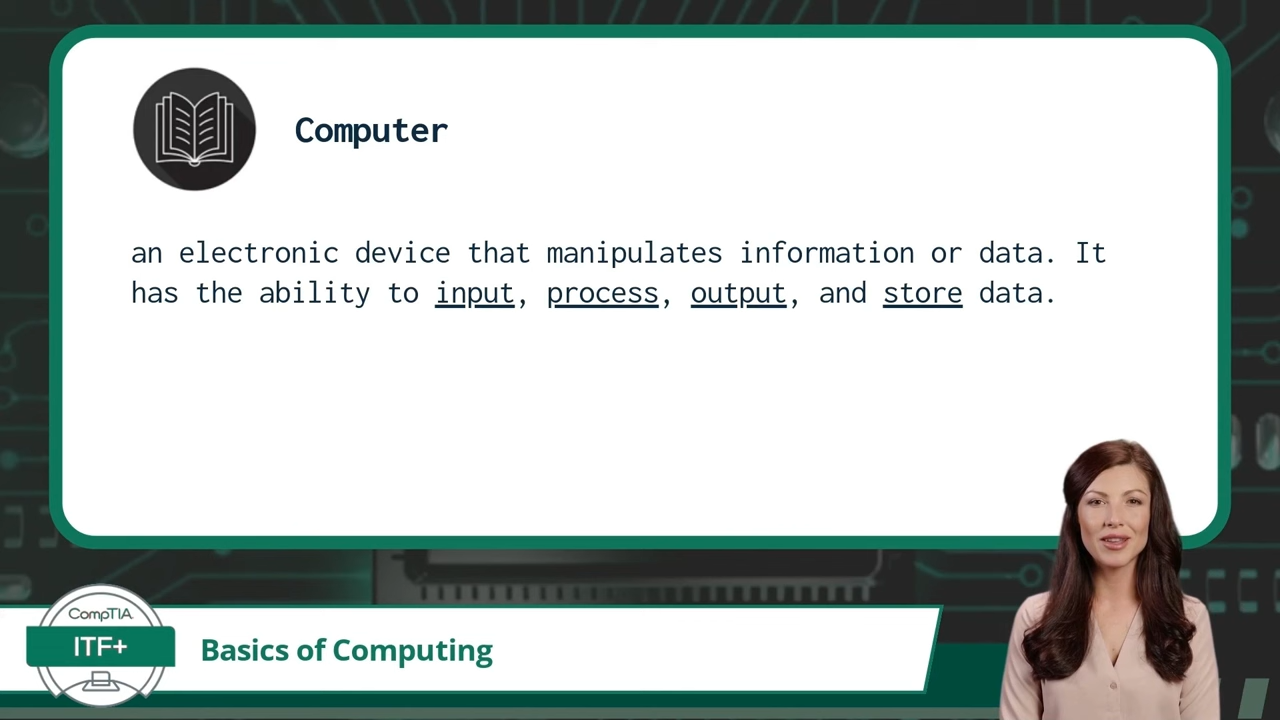 Computer
an electronic device that manipulates information or data. It
has the ability to input, process, output, and store data.
CompTIA
ITF+
Basics of Computing